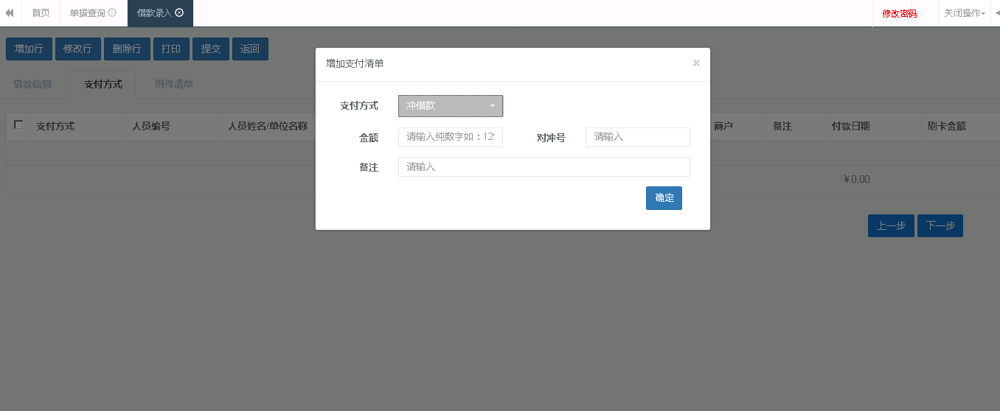 首页 单据查询 借款录入 修改密码 关闭操作
增加行 修改行 删除行 打印 提交 返回
借款信息 支付方式 附件清单
增加支付清单
支付方式 冲借款
金额 请输入纯数字如：129 对冲号 请输入
备注 请输入
确定
支付方式 人员编号 人员姓名/单位名称 商户 备注 付款日期 刷卡金额
￥0.00
上一步 下一步